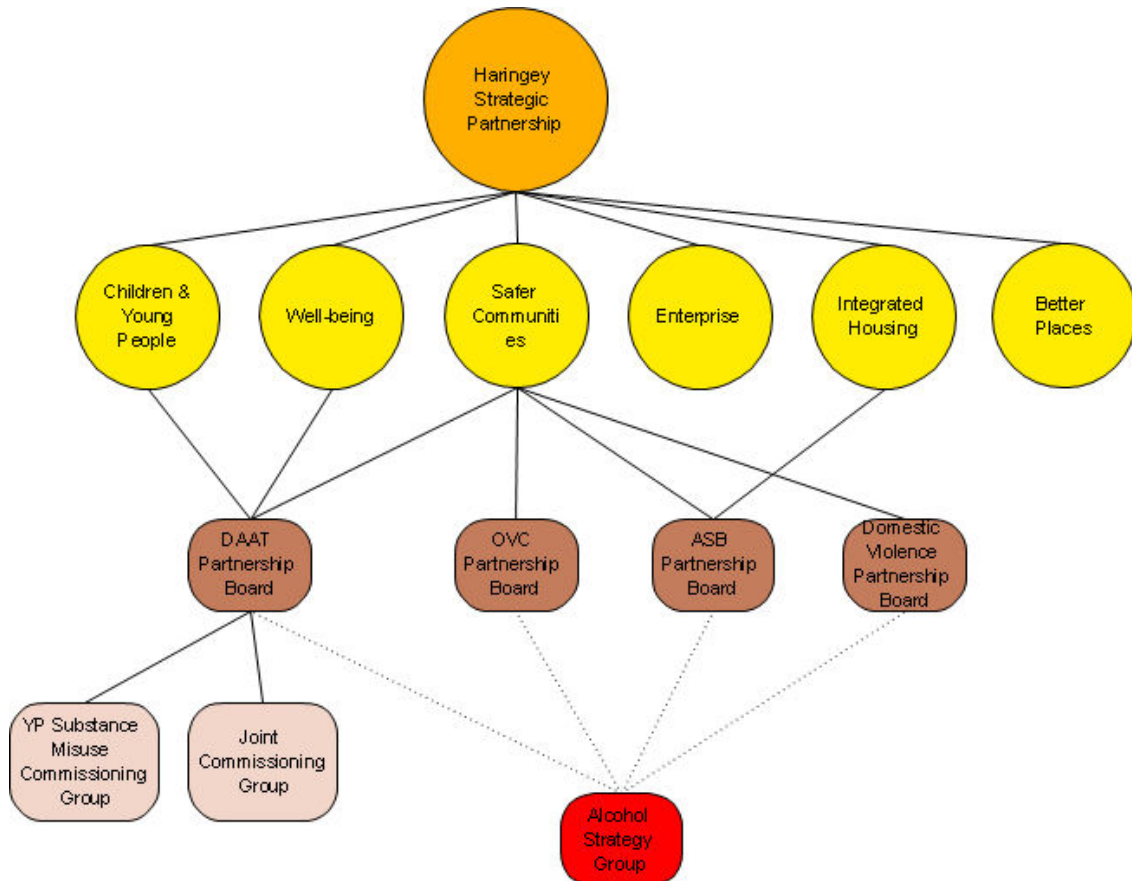 Haringey
Strategic
Partnership
Children &
Young
People
Well-being
Safer
Communiti
es
Enterprise
Integrated
Housing
Better
Places
DAAT
Partnership
Board
OVC
Partnership
Board
ASB
Partnership
Board
Domestic
Violence
Partnership
Board
YP Substance
Misuse
Commissioning
Group
Joint
Commissioning
Group
Alcohol
Strategy
Group